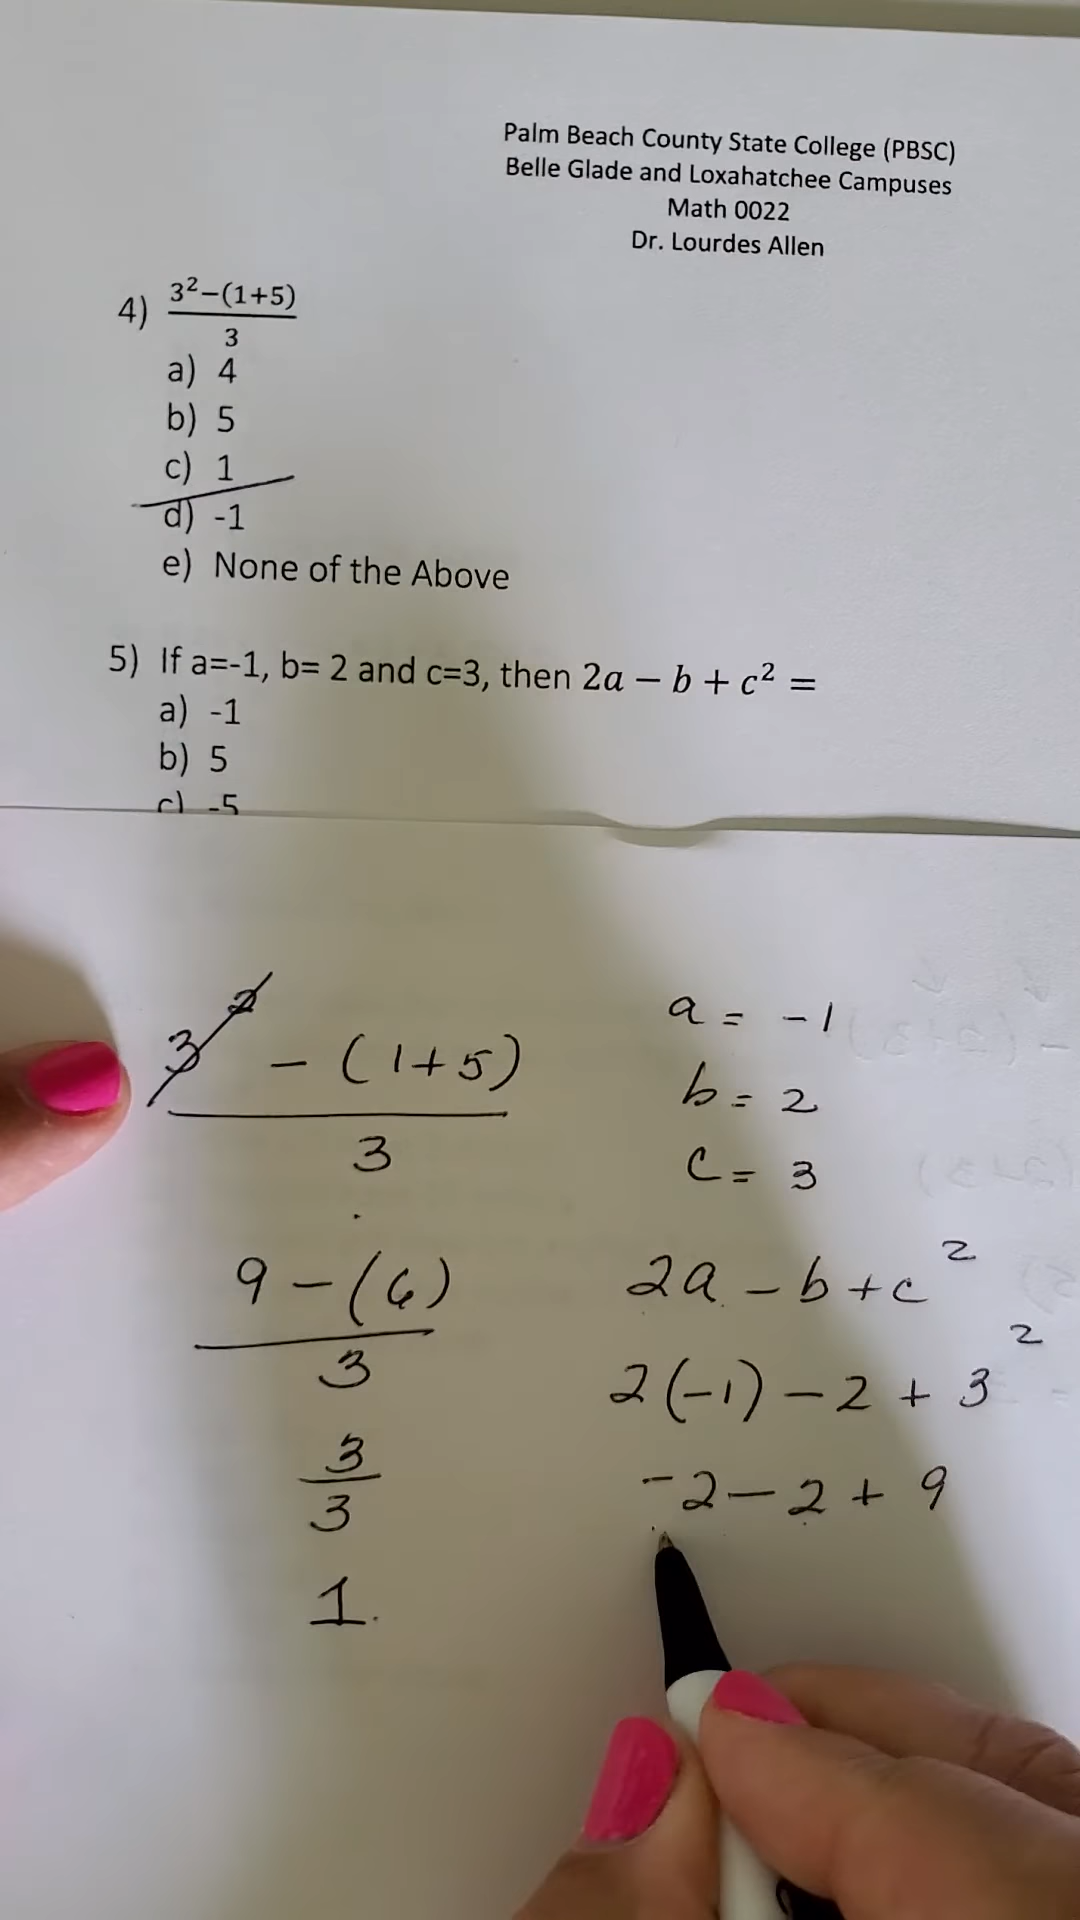 Palm Beach County State College (PBSC)
Belle Glade and Loxahatchee Campuses
Math 0022
Dr. Lourdes Allen
4) 3²−(1+5)
3
a) 4
b) 5
c) 1
d) -1
e) None of the Above
5) If a=-1, b= 2 and c=3, then 2a − b + c² =
a) -1
b) 5
c) -5
3² − (1+5)
3
9 − (6)
3
3
3
1.
a = -1
b = 2
c = 3
2a − b + c²
2(-1) − 2 + 3²
-2 − 2 + 9